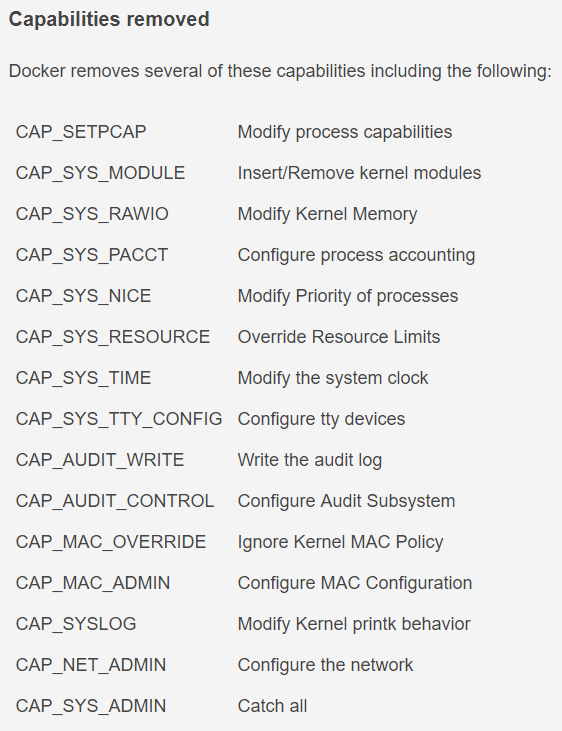 Capabilities removed
Docker removes several of these capabilities including the following:
CAP_SETPCAP Modify process capabilities
CAP_SYS_MODULE Insert/Remove kernel modules
CAP_SYS_RAWIO Modify Kernel Memory
CAP_SYS_PACCT Configure process accounting
CAP_SYS_NICE Modify Priority of processes
CAP_SYS_RESOURCE Override Resource Limits
CAP_SYS_TIME Modify the system clock
CAP_SYS_TTY_CONFIG Configure tty devices
CAP_AUDIT_WRITE Write the audit log
CAP_AUDIT_CONTROL Configure Audit Subsystem
CAP_MAC_OVERRIDE Ignore Kernel MAC Policy
CAP_MAC_ADMIN Configure MAC Configuration
CAP_SYSLOG Modify Kernel printk behavior
CAP_NET_ADMIN Configure the network
CAP_SYS_ADMIN Catch all